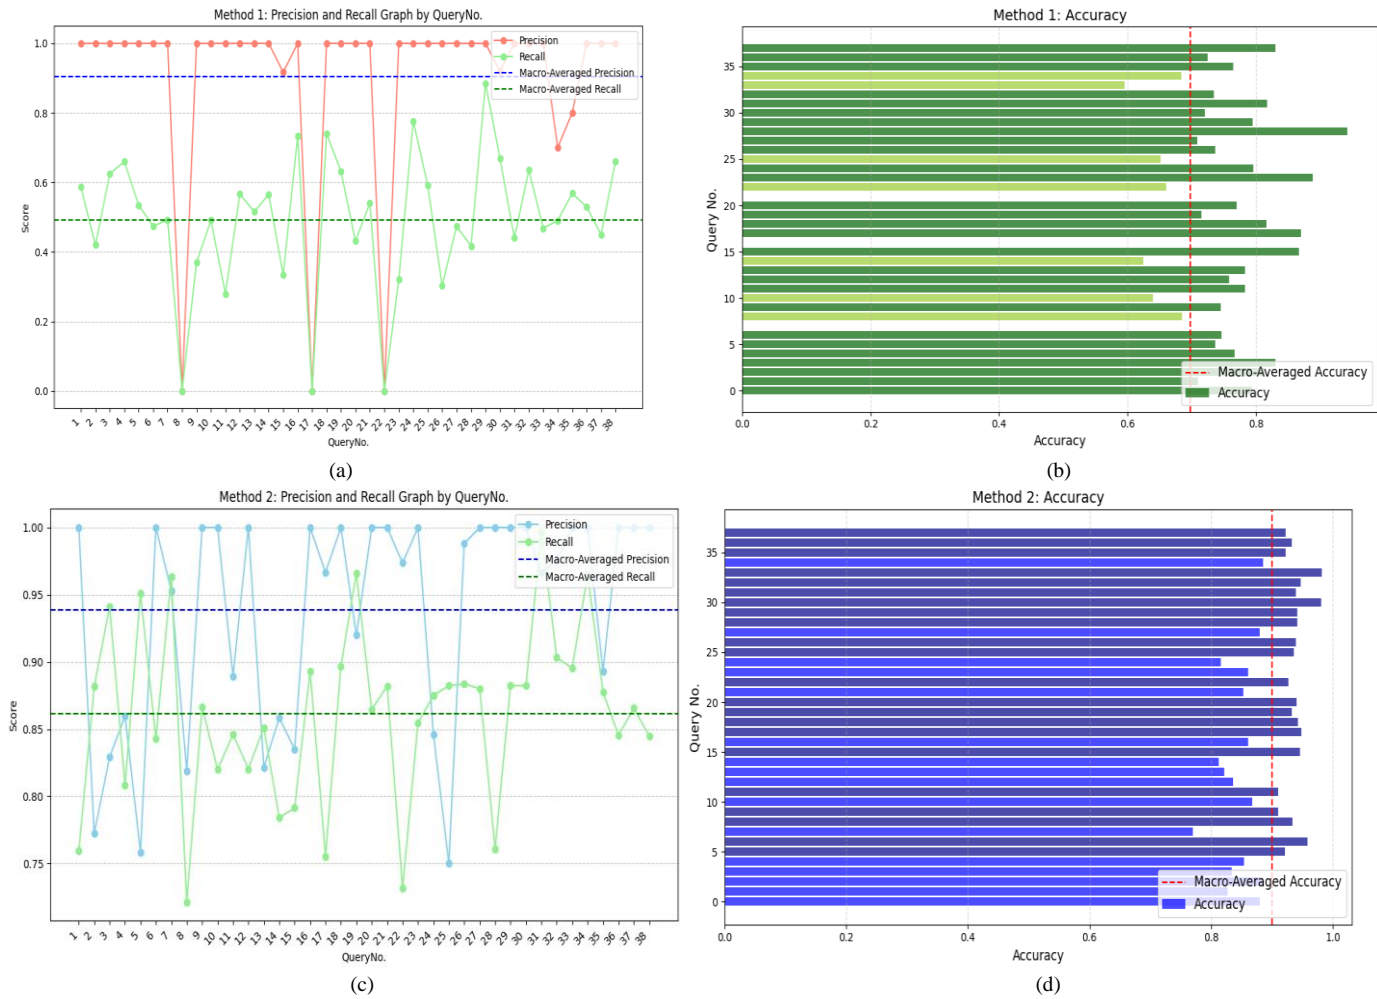 Method 1: Precision and Recall Graph by QueryNo.
Precision
Recall
Macro-Averaged Precision
Macro-Averaged Recall
Score
1.0
0.8
0.6
0.4
0.2
0.0
1 2 3 4 5 6 7 8 9 10 11 12 13 14 15 16 17 18 19 20 21 22 23 24 25 26 27 28 29 30 31 32 33 34 35 36 37 38
QueryNo.
(a)
Method 1: Accuracy
Query No.
35
30
25
20
15
10
5
0
Macro-Averaged Accuracy
Accuracy
0.0 0.2 0.4 0.6 0.8
Accuracy
(b)
Method 2: Precision and Recall Graph by QueryNo.
Precision
Recall
Macro-Averaged Precision
Macro-Averaged Recall
Score
1.00
0.95
0.90
0.85
0.80
0.75
1 2 3 4 5 6 7 8 9 10 11 12 13 14 15 16 17 18 19 20 21 22 23 24 25 26 27 28 29 30 31 32 33 34 35 36 37 38
QueryNo.
(c)
Method 2: Accuracy
Query No.
35
30
25
20
15
10
5
0
Macro-Averaged Accuracy
Accuracy
0.0 0.2 0.4 0.6 0.8 1.0
Accuracy
(d)